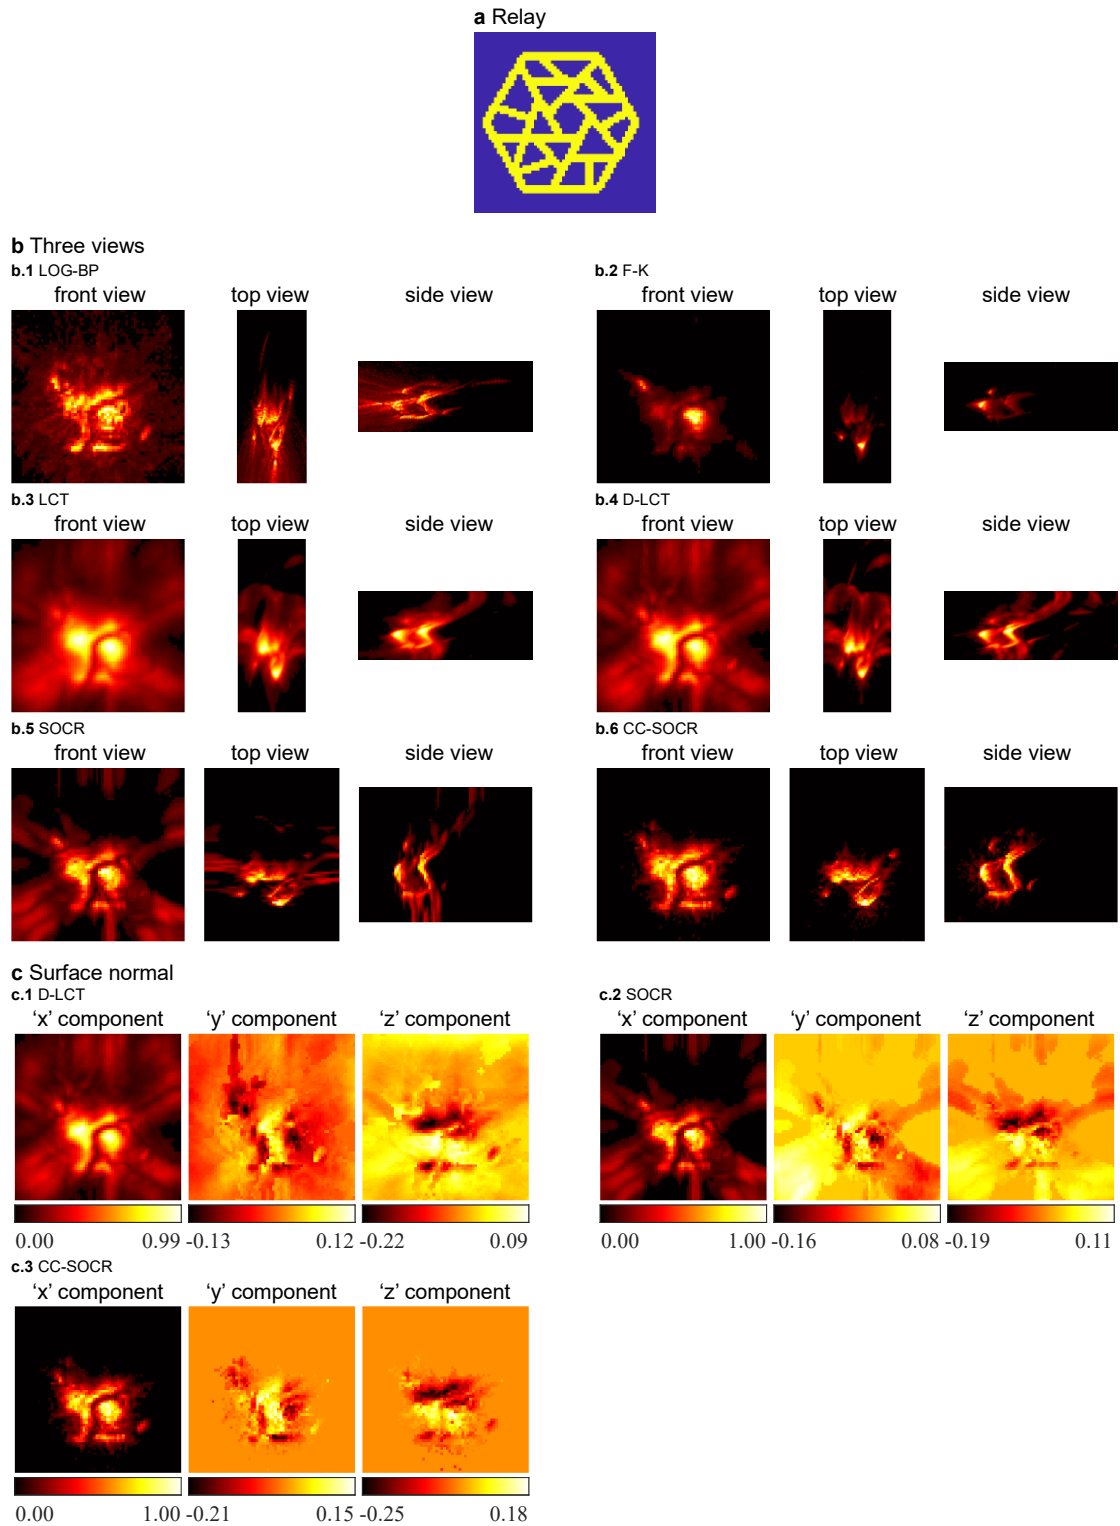 a Relay
b Three views
b.1 LOG-BP
front view top view side view
b.2 F-K
front view top view side view
b.3 LCT
front view top view side view
b.4 D-LCT
front view top view side view
b.5 SOCR
front view top view side view
b.6 CC-SOCR
front view top view side view
c Surface normal
c.1 D-LCT
‘x’ component ‘y’ component ‘z’ component
0.00 0.99 -0.13 0.12 -0.22 0.09
c.2 SOCR
‘x’ component ‘y’ component ‘z’ component
0.00 1.00 -0.16 0.08 -0.19 0.11
c.3 CC-SOCR
‘x’ component ‘y’ component ‘z’ component
0.00 1.00 -0.21 0.15 -0.25 0.18